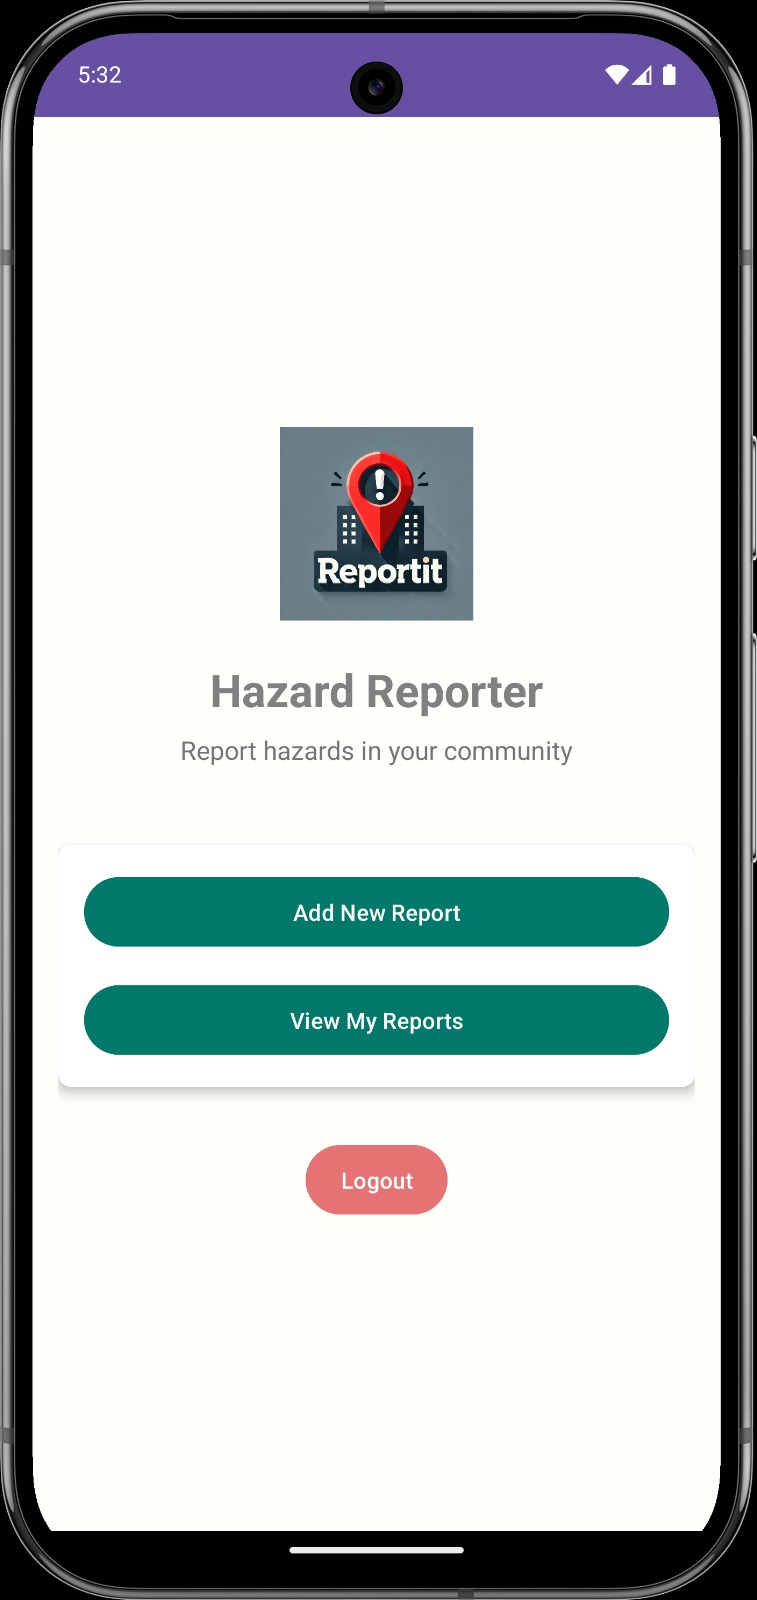 5:32
Reportit
Hazard Reporter
Report hazards in your community
Add New Report
View My Reports
Logout